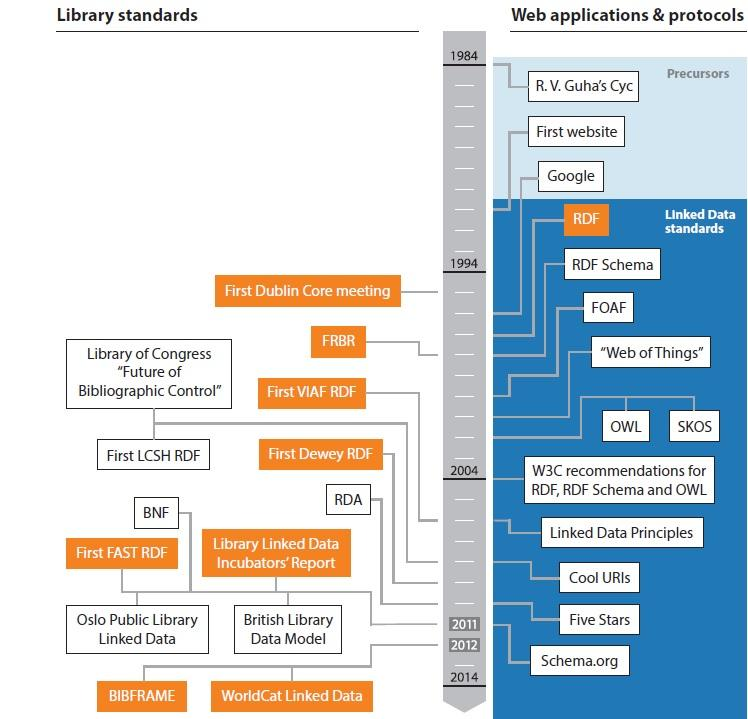 Library standards
Web applications & protocols
1984
Precursors
R. V. Guha's Cyc
First website
Google
RDF
Linked Data
standards
1994
RDF Schema
First Dublin Core meeting
FOAF
FRBR
"Web of Things"
Library of Congress
"Future of
Bibliographic Control"
First VIAF RDF
OWL
SKOS
First LCSH RDF
First Dewey RDF
2004
W3C recommendations for
RDF, RDF Schema and OWL
RDA
BNF
Linked Data Principles
First FAST RDF
Library Linked Data
Incubators' Report
Cool URIs
Oslo Public Library
Linked Data
British Library
Data Model
2011
Five Stars
2012
Schema.org
2014
BIBFRAME
WorldCat Linked Data